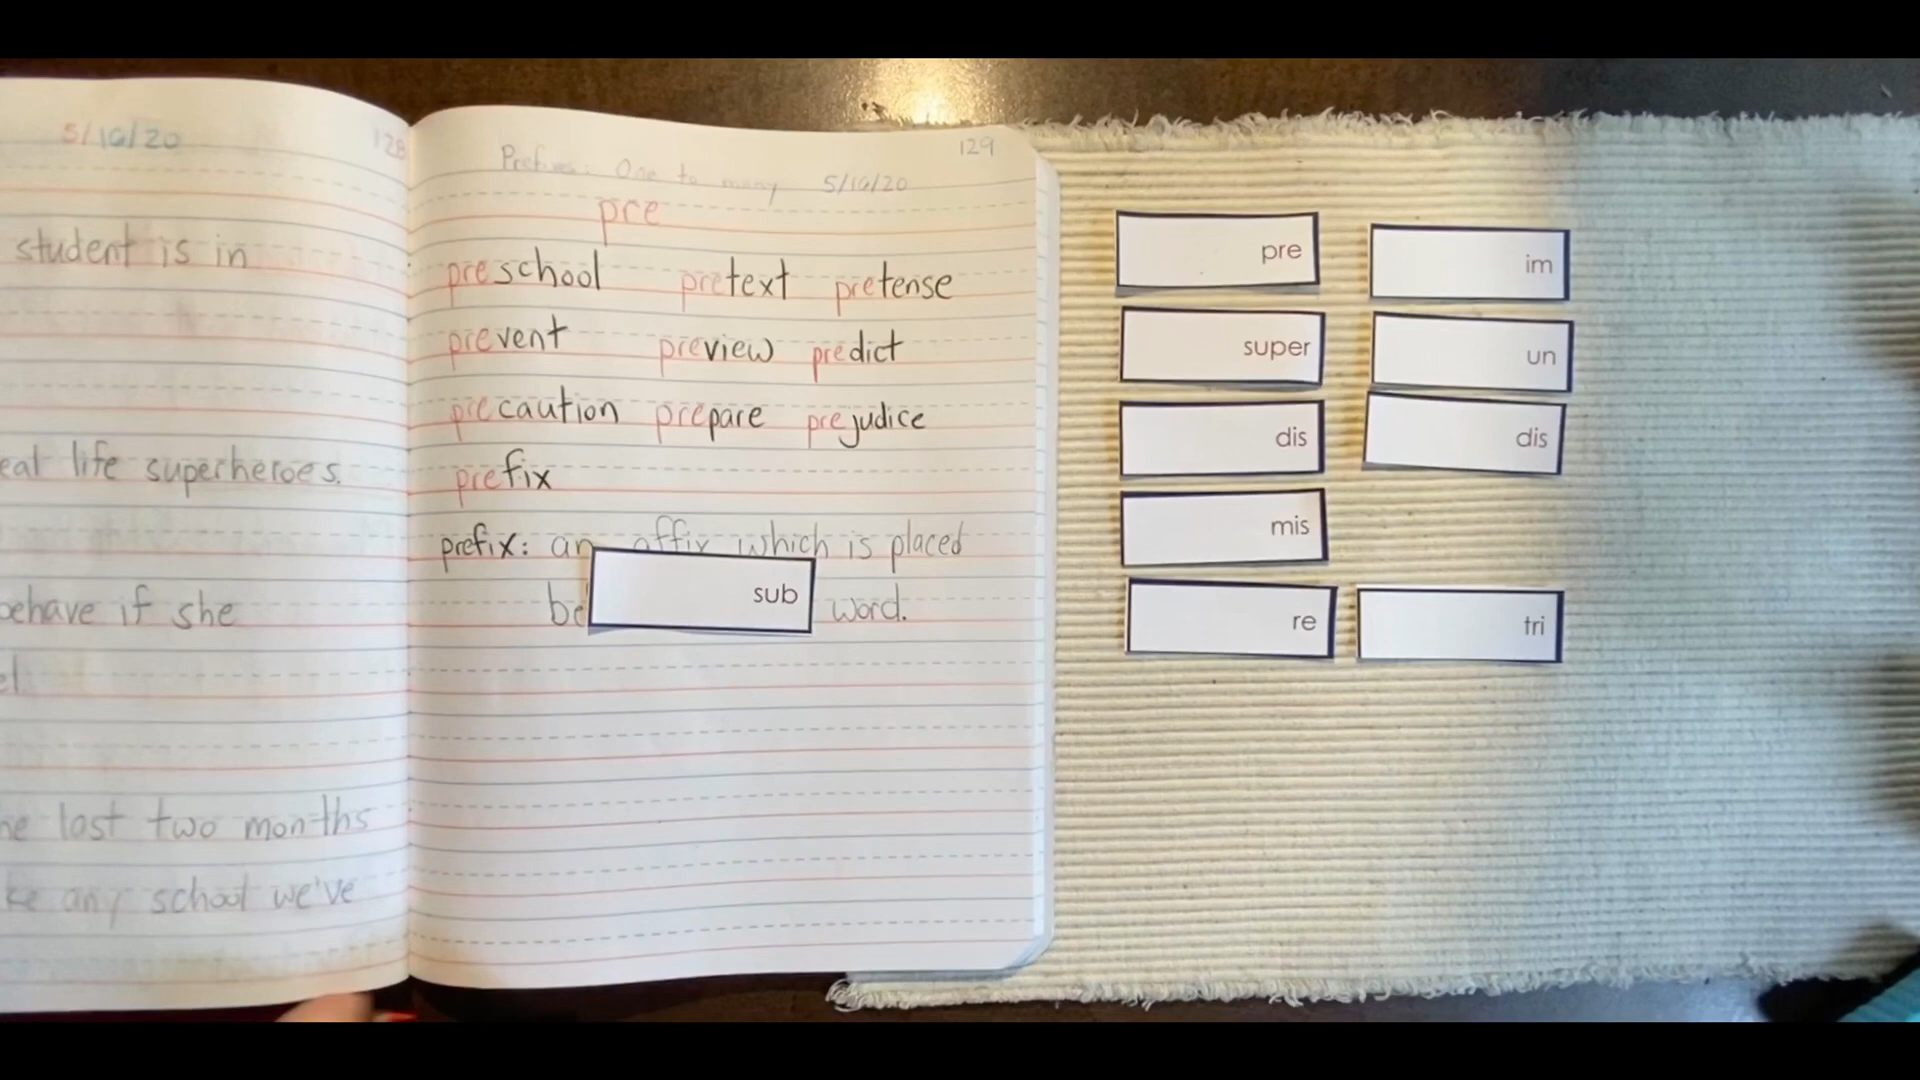 5/10/20 128
student is in
eal life superheroes.
behave if she
el
he last two months
ke any school we've
129
Prefixes: One to many 5/10/20
pre
preschool pretext pretense
prevent preview predict
precaution prepare prejudice
prefix
prefix: an affix which is placed
be word.
sub
pre im
super un
dis dis
mis
re tri